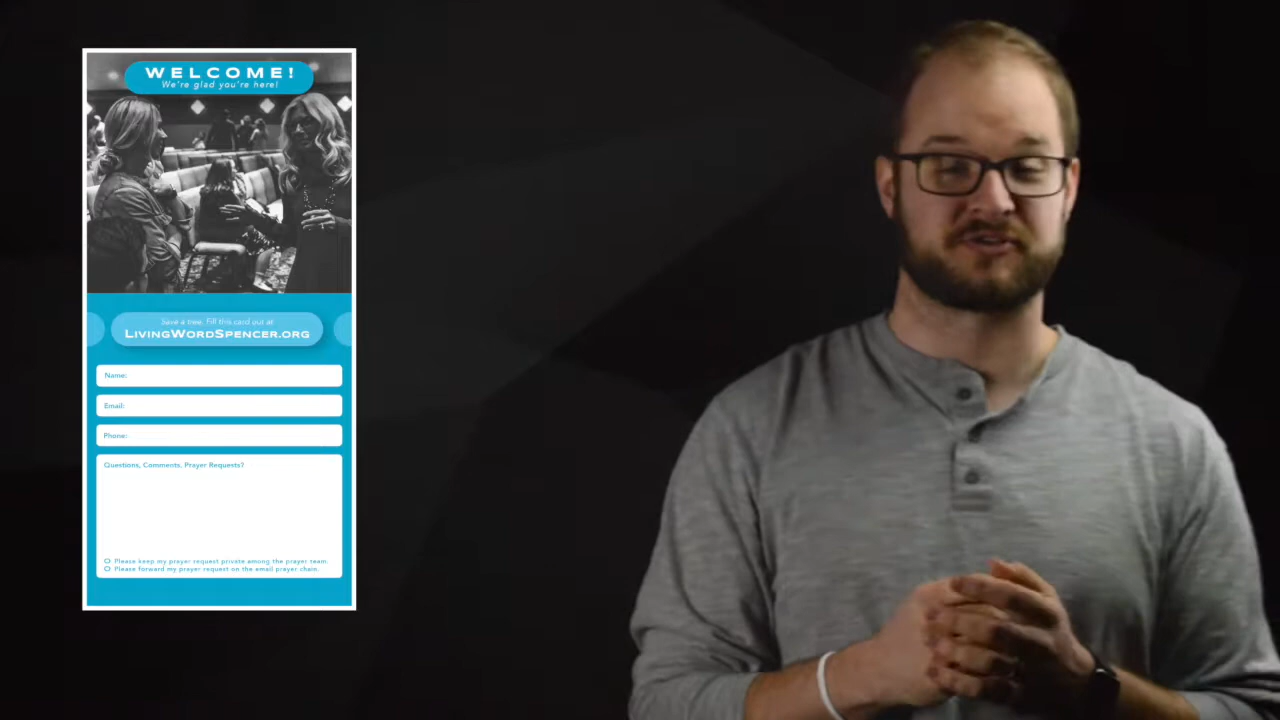 WELCOME!
We're glad you're here!
Save a tree. Fill this card out at
LIVINGWORDSPENCER.ORG
Name:
Email:
Phone:
Questions, Comments, Prayer Requests?
Please keep my prayer request private among the prayer team.
Please forward my prayer request on the email prayer chain.